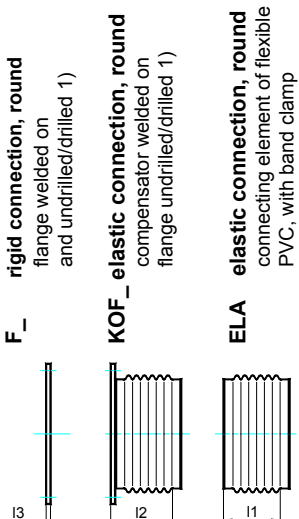 F_ rigid connection, round
flange welded on
and undrilled/drilled 1)
KOF_ elastic connection, round
compensator welded on
flange undrilled/drilled 1)
ELA elastic connection, round
connecting element of flexible
PVC, with band clamp
l3
l2
l1